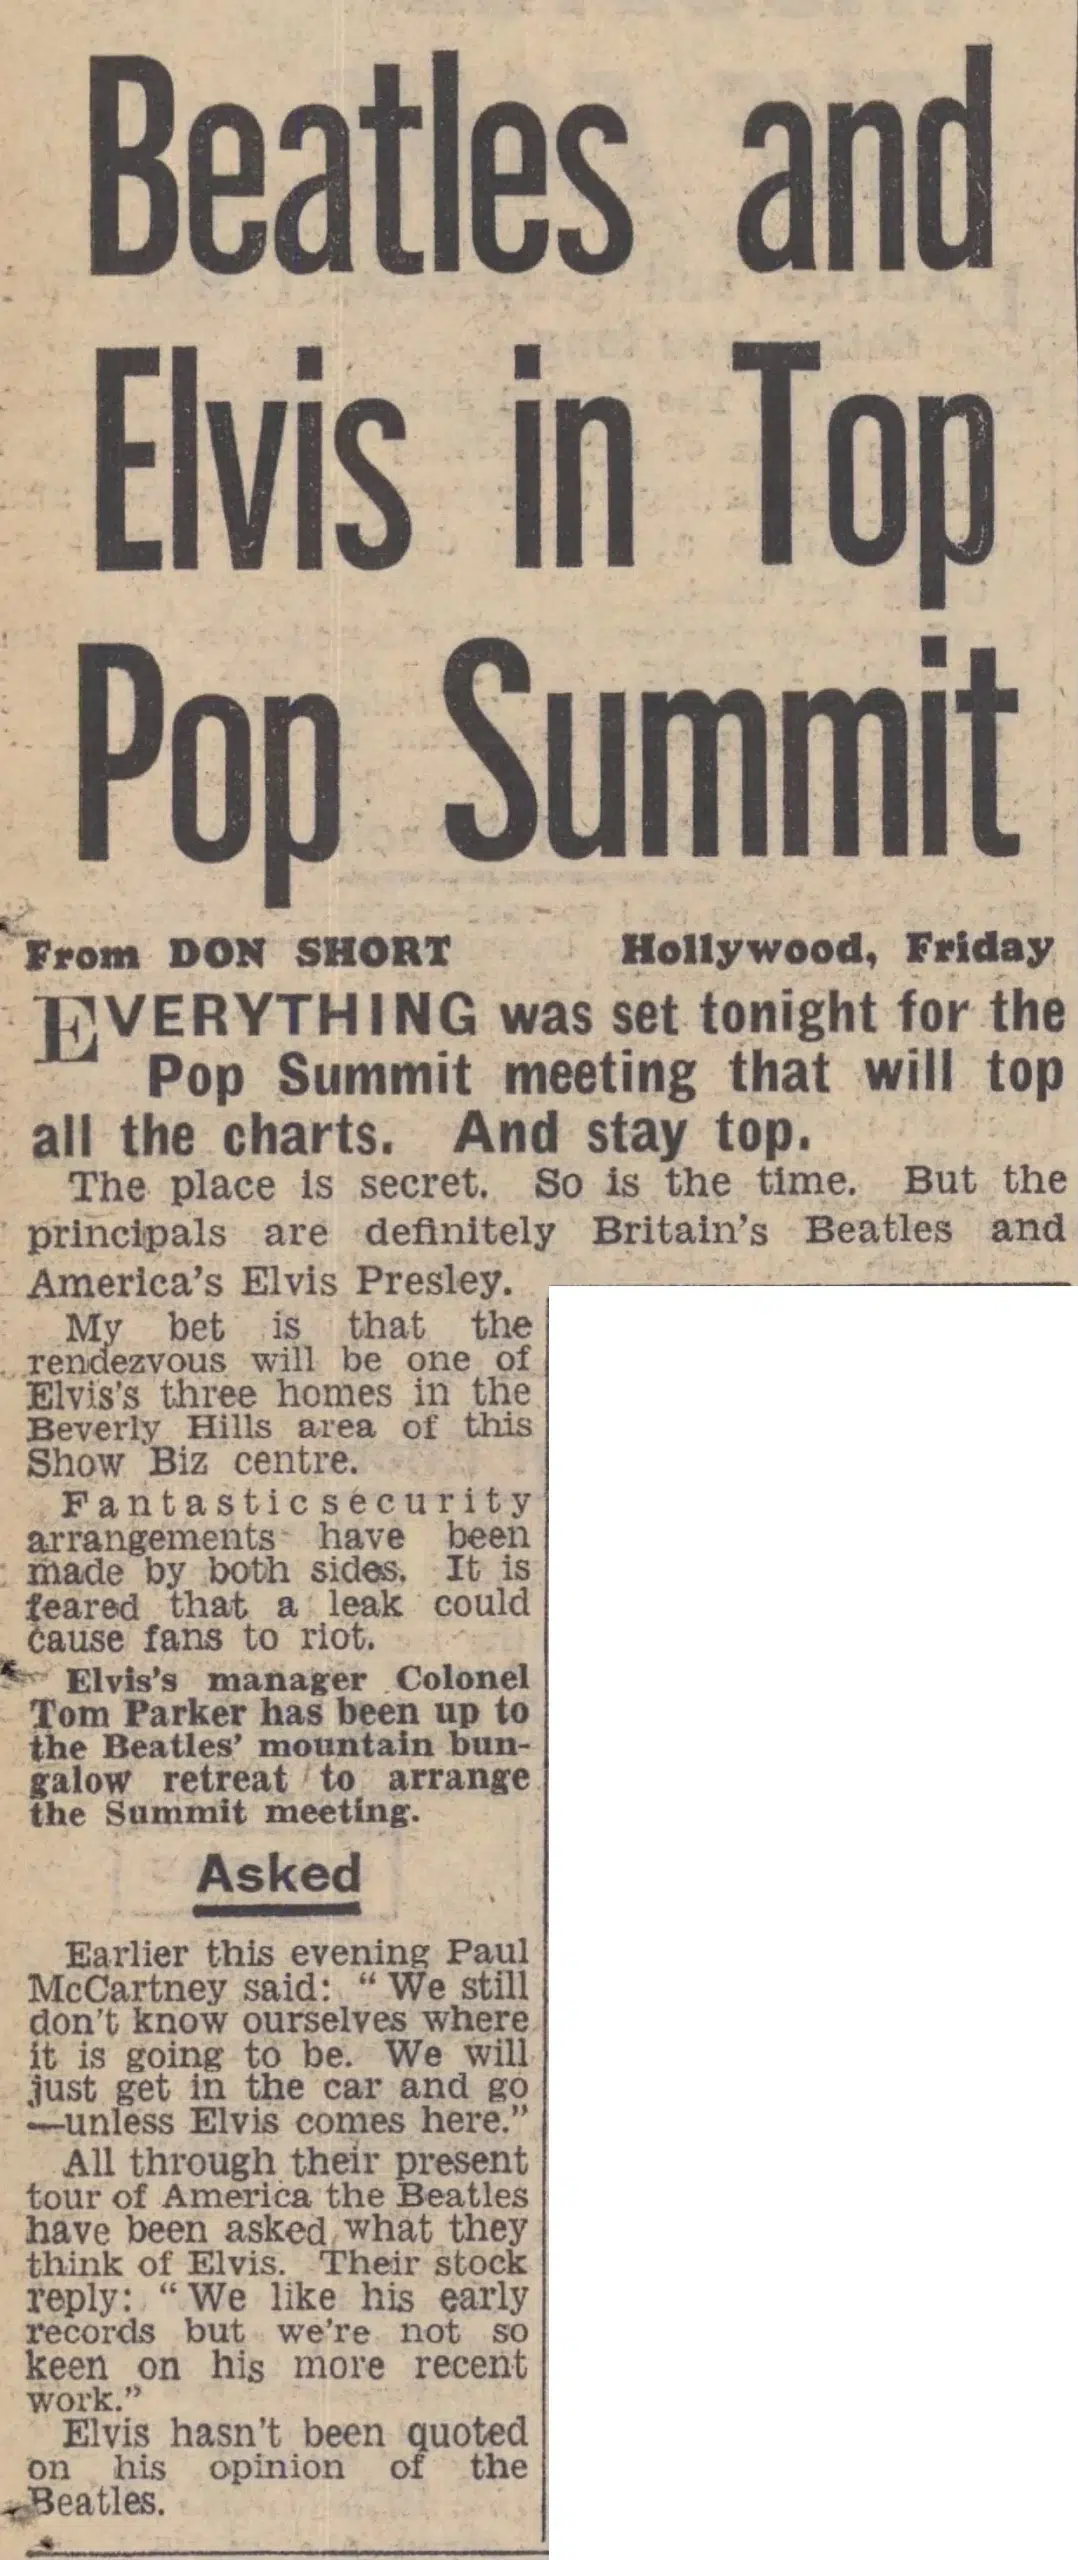 Beatles and
Elvis in Top
Pop Summit
From DON SHORT Hollywood, Friday
EVERYTHING was set tonight for the
Pop Summit meeting that will top
all the charts. And stay top.
The place is secret. So is the time. But the
principals are definitely Britain's Beatles and
America's Elvis Presley.
My bet is that the
rendezvous will be one of
Elvis's three homes in the
Beverly Hills area of this
Show Biz centre.
Fantastic security
arrangements have been
made by both sides. It is
feared that a leak could
cause fans to riot.
Elvis's manager Colonel
Tom Parker has been up to
the Beatles' mountain bun-
galow retreat to arrange
the Summit meeting.
Asked
Earlier this evening Paul
McCartney said: "We still
don't know ourselves where
it is going to be. We will
just get in the car and go
—unless Elvis comes here."
All through their present
tour of America the Beatles
have been asked what they
think of Elvis. Their stock
reply: "We like his early
records but we're not so
keen on his more recent
work."
Elvis hasn't been quoted
on his opinion of the
Beatles.